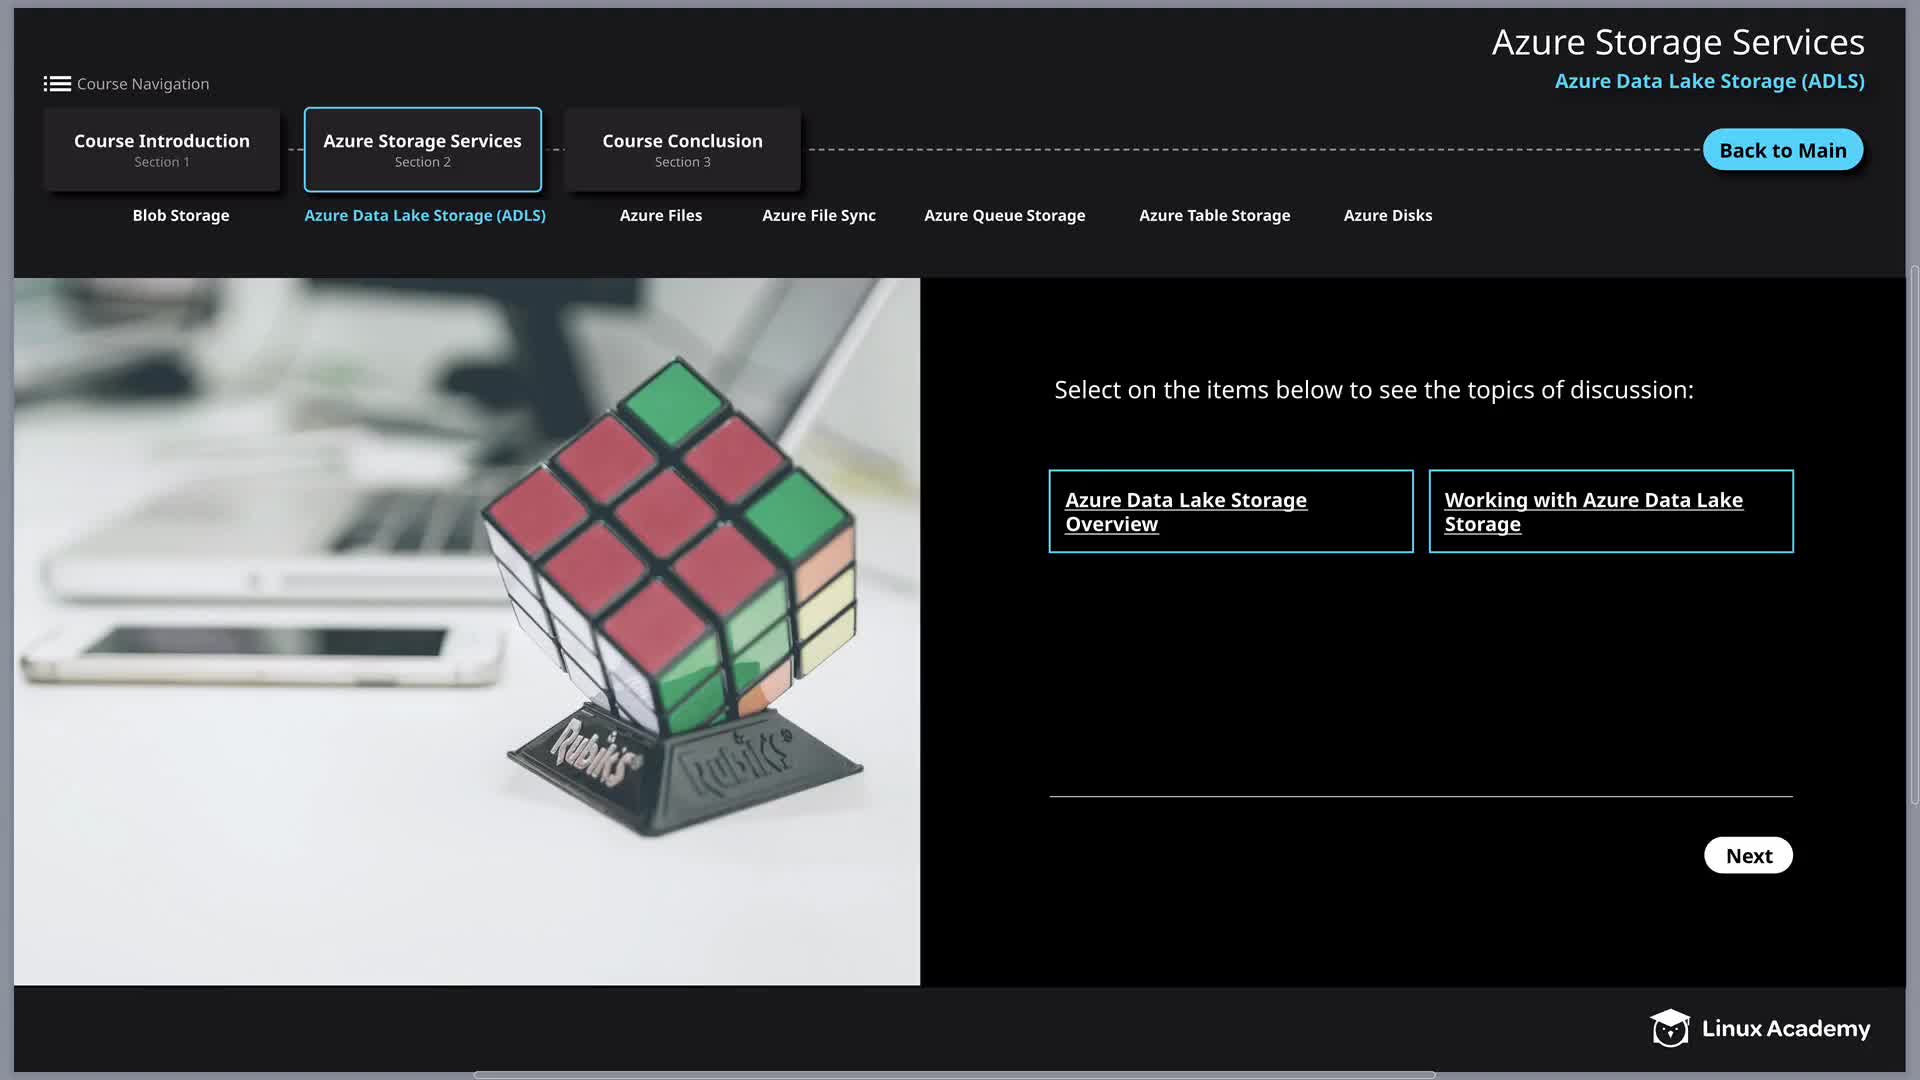 Azure Storage Services
Azure Data Lake Storage (ADLS)
Course Navigation
Course Introduction
Section 1
Azure Storage Services
Section 2
Course Conclusion
Section 3
Back to Main
Blob Storage
Azure Data Lake Storage (ADLS)
Azure Files
Azure File Sync
Azure Queue Storage
Azure Table Storage
Azure Disks
Select on the items below to see the topics of discussion:
Azure Data Lake Storage
Overview
Working with Azure Data Lake
Storage
Rubik's
Rubik's
Next
Linux Academy